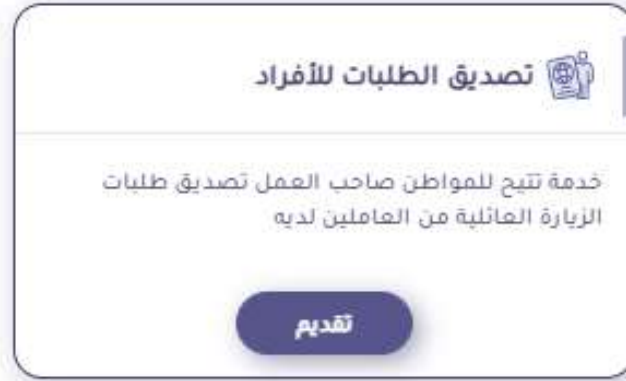 تصديق الطلبات للأفراد
خدمة تتيح للمواطن صاحب العمل تصديق طلبات
الزيارة العائلية من العاملين لديه
تقديم